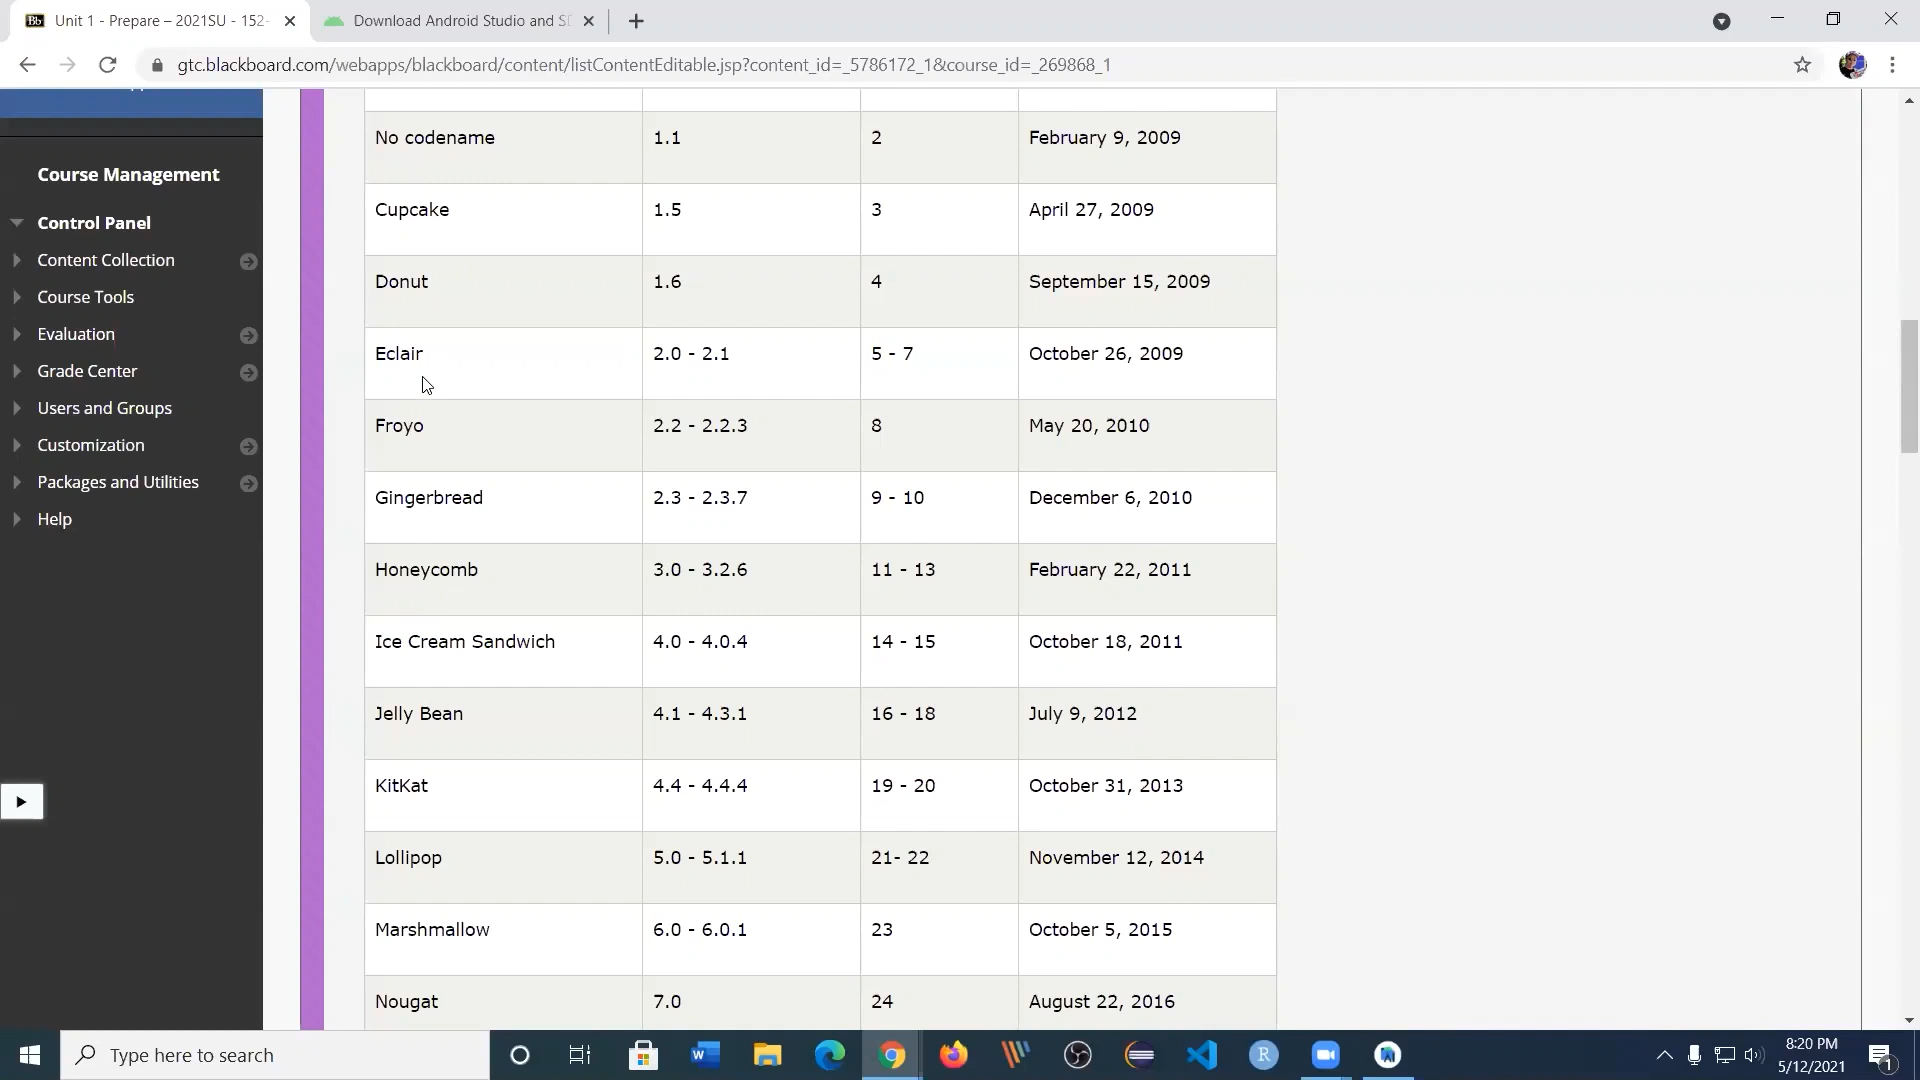 Unit 1 - Prepare – 2021SU - 152-
Download Android Studio and S
gtc.blackboard.com/webapps/blackboard/content/listContentEditable.jsp?content_id=_5786172_1&course_id=_269868_1
Course Management
Control Panel
Content Collection
Course Tools
Evaluation
Grade Center
Users and Groups
Customization
Packages and Utilities
Help
No codename 1.1 2 February 9, 2009
Cupcake 1.5 3 April 27, 2009
Donut 1.6 4 September 15, 2009
Eclair 2.0 - 2.1 5 - 7 October 26, 2009
Froyo 2.2 - 2.2.3 8 May 20, 2010
Gingerbread 2.3 - 2.3.7 9 - 10 December 6, 2010
Honeycomb 3.0 - 3.2.6 11 - 13 February 22, 2011
Ice Cream Sandwich 4.0 - 4.0.4 14 - 15 October 18, 2011
Jelly Bean 4.1 - 4.3.1 16 - 18 July 9, 2012
KitKat 4.4 - 4.4.4 19 - 20 October 31, 2013
Lollipop 5.0 - 5.1.1 21- 22 November 12, 2014
Marshmallow 6.0 - 6.0.1 23 October 5, 2015
Nougat 7.0 24 August 22, 2016
Type here to search
8:20 PM
5/12/2021
1